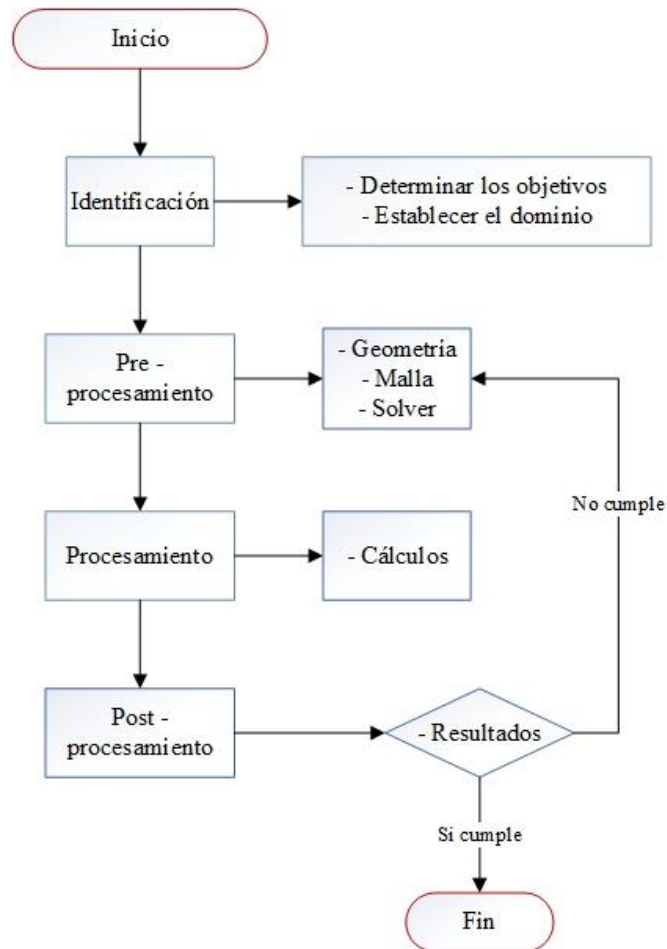 Inicio
Identificación
- Determinar los objetivos
- Establecer el dominio
Pre -
procesamiento
- Geometría
- Malla
- Solver
No cumple
Procesamiento
- Cálculos
Post -
procesamiento
- Resultados
Si cumple
Fin